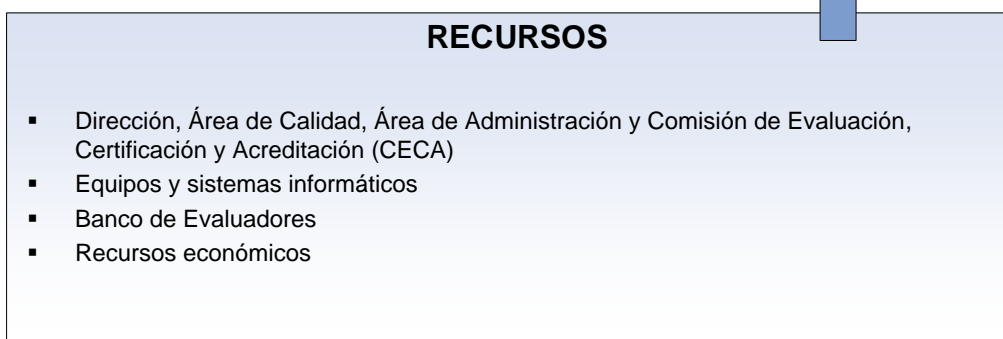 RECURSOS
▪ Dirección, Área de Calidad, Área de Administración y Comisión de Evaluación,
Certificación y Acreditación (CECA)
▪ Equipos y sistemas informáticos
▪ Banco de Evaluadores
▪ Recursos económicos